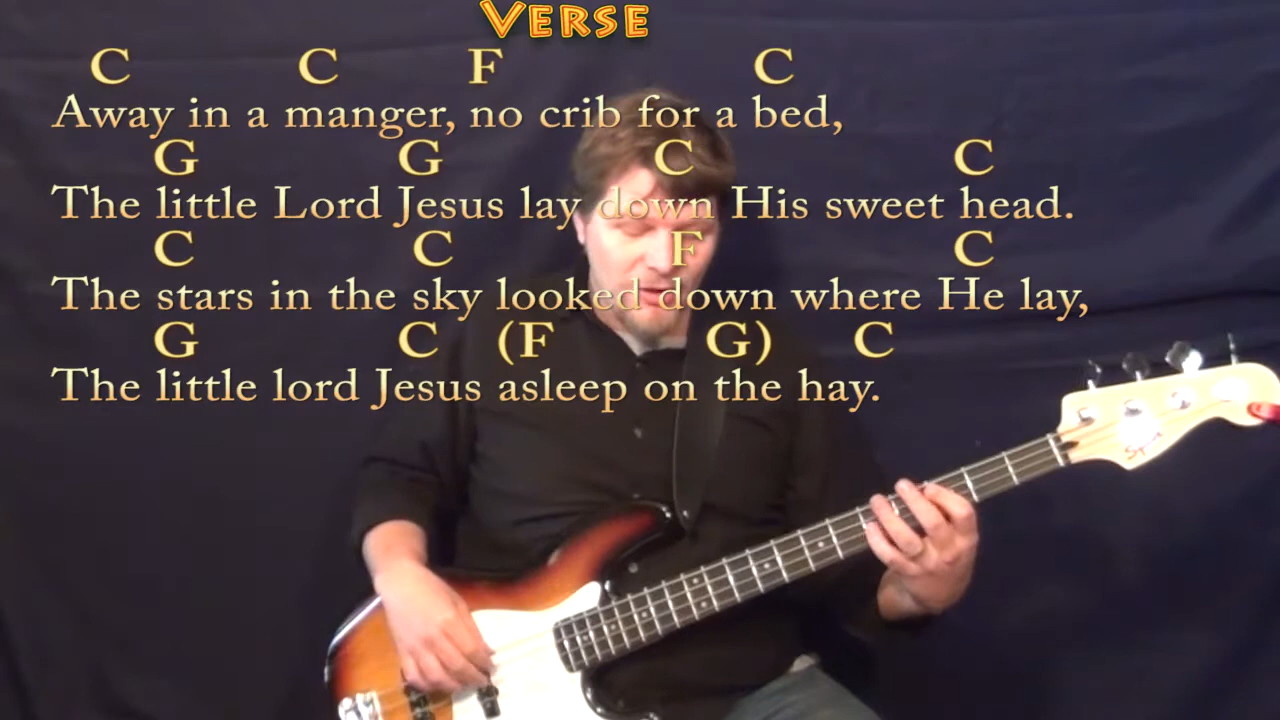 VERSE
C C F C
Away in a manger, no crib for a bed,
G G C C
The little Lord Jesus lay down His sweet head.
C C F C
The stars in the sky looked down where He lay,
G C (F G) C
The little lord Jesus asleep on the hay.